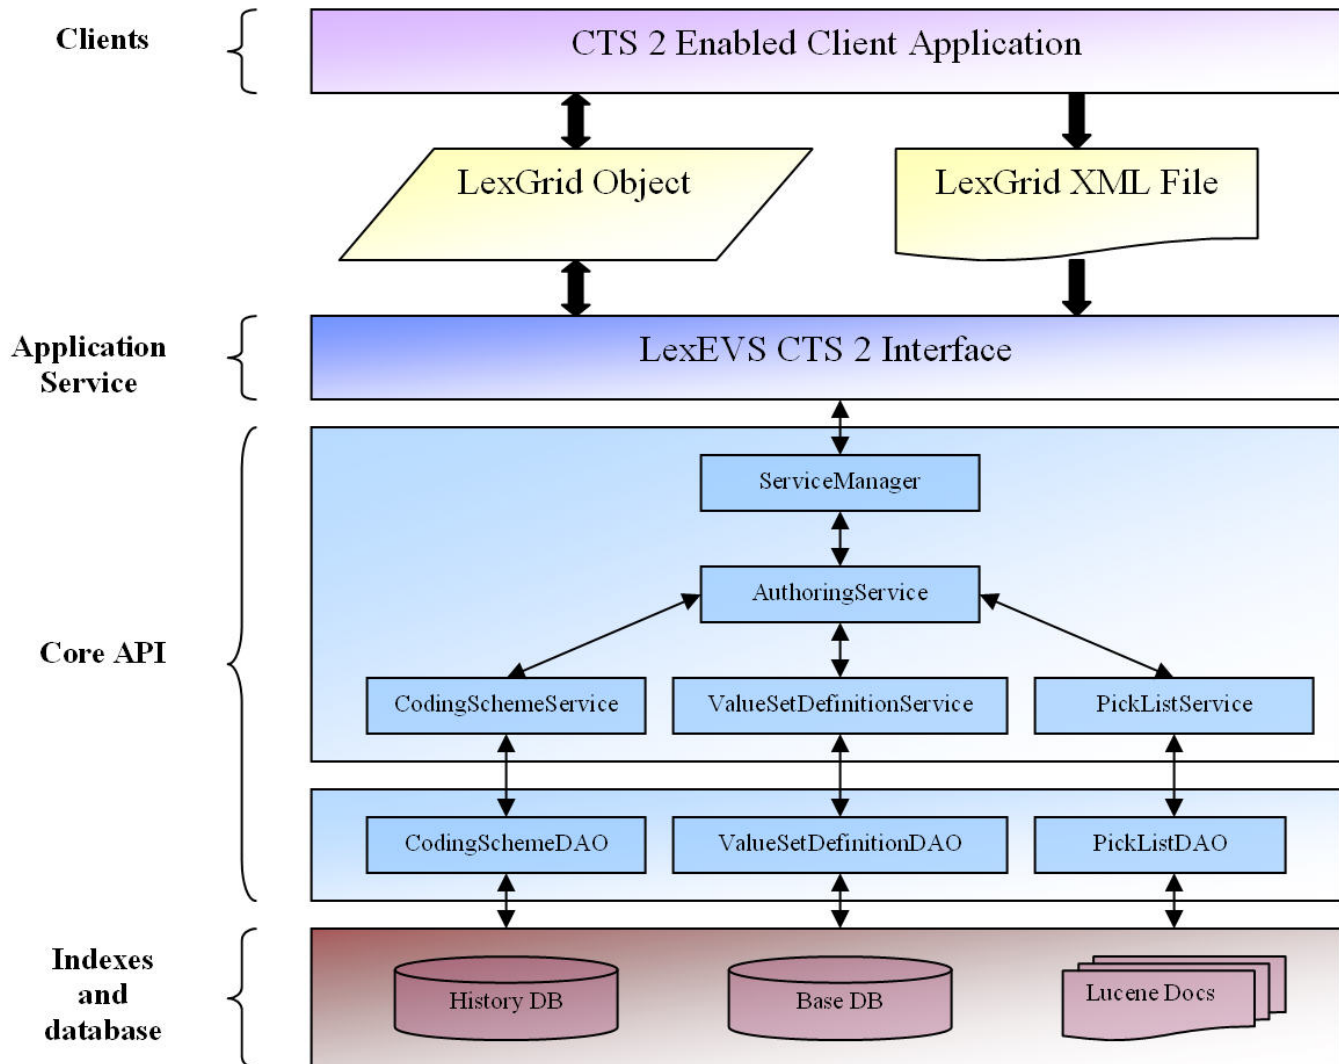 Clients
CTS 2 Enabled Client Application
LexGrid Object
LexGrid XML File
Application
Service
LexEVS CTS 2 Interface
Core API
ServiceManager
AuthoringService
CodingSchemeService
ValueSetDefinitionService
PickListService
CodingSchemeDAO
ValueSetDefinitionDAO
PickListDAO
Indexes
and
database
History DB
Base DB
Lucene Docs